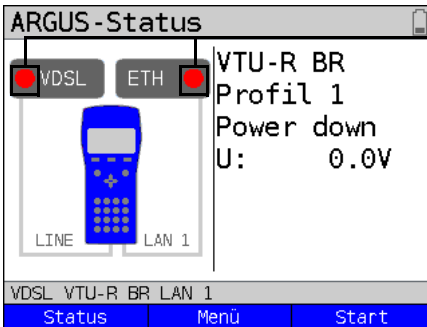 ARGUS-Status
VDSL
ETH
VTU-R BR
Profil 1
Power down
U: 0.0V
LINE
LAN 1
VDSL VTU-R BR LAN 1
Status
Menü
Start